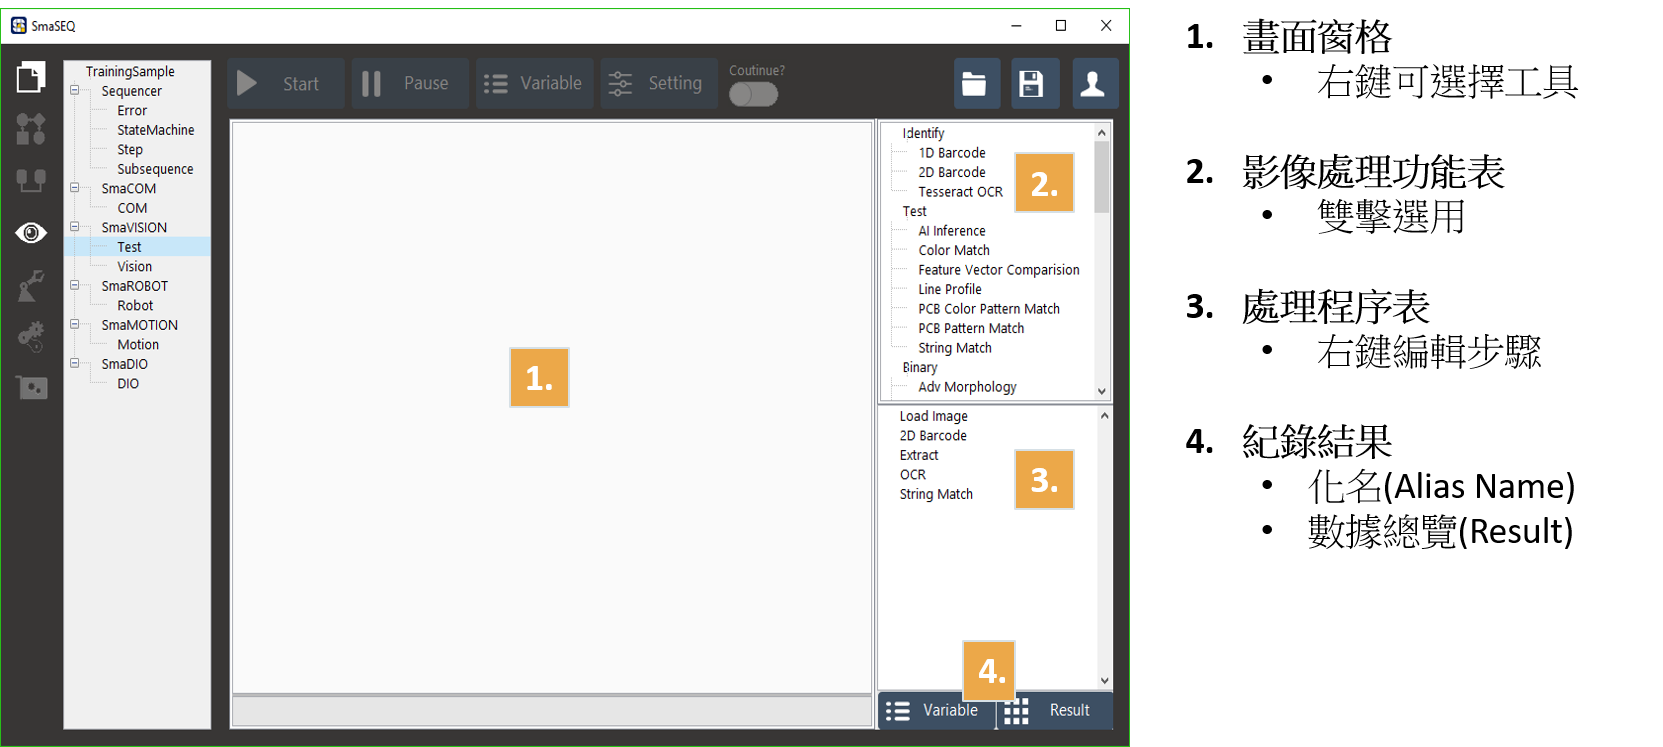 SmaSEQ
Start
Pause
Variable
Setting
Coutinue?
TrainingSample
Sequencer
Error
StateMachine
Step
Subsequence
SmaCOM
COM
SmaVISION
Test
Vision
SmaROBOT
Robot
SmaMOTION
Motion
SmaDIO
DIO
1.
Identify
1D Barcode
2D Barcode
Tesseract OCR
Test
AI Inference
Color Match
Feature Vector Comparision
Line Profile
PCB Color Pattern Match
PCB Pattern Match
String Match
Binary
Adv Morphology
2.
Load Image
2D Barcode
Extract
OCR
String Match
3.
4.
Variable
Result
1. 畫面窗格
• 右鍵可選擇工具
2. 影像處理功能表
• 雙擊選用
3. 處理程序表
• 右鍵編輯步驟
4. 紀錄結果
• 化名(Alias Name)
• 數據總覽(Result)